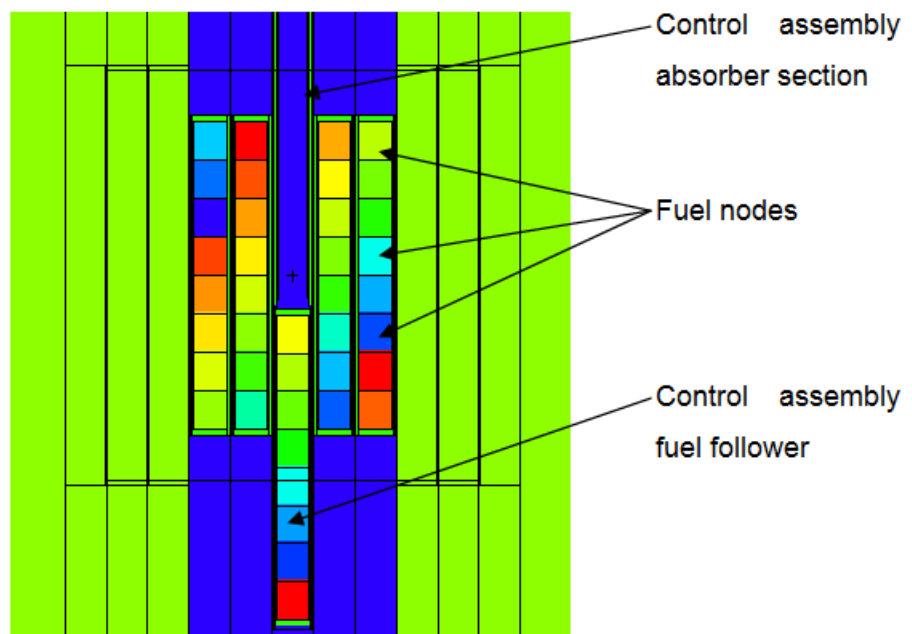 Control assembly
absorber section
Fuel nodes
Control assembly
fuel follower